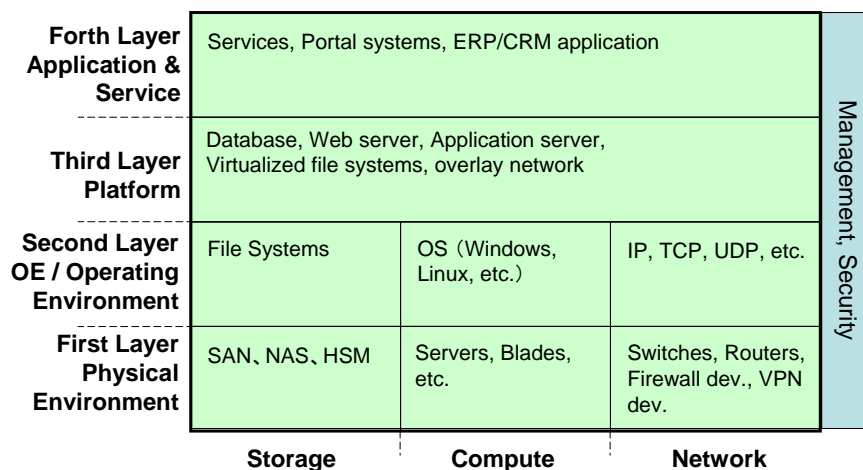 Forth Layer
Application &
Service
Services, Portal systems, ERP/CRM application
Third Layer
Platform
Database, Web server, Application server,
Virtualized file systems, overlay network
Second Layer
OE / Operating
Environment
File Systems
OS（Windows,
Linux, etc.）
IP, TCP, UDP, etc.
First Layer
Physical
Environment
SAN、NAS、HSM
Servers, Blades,
etc.
Switches, Routers,
Firewall dev., VPN
dev.
Storage
Compute
Network
Management, Security